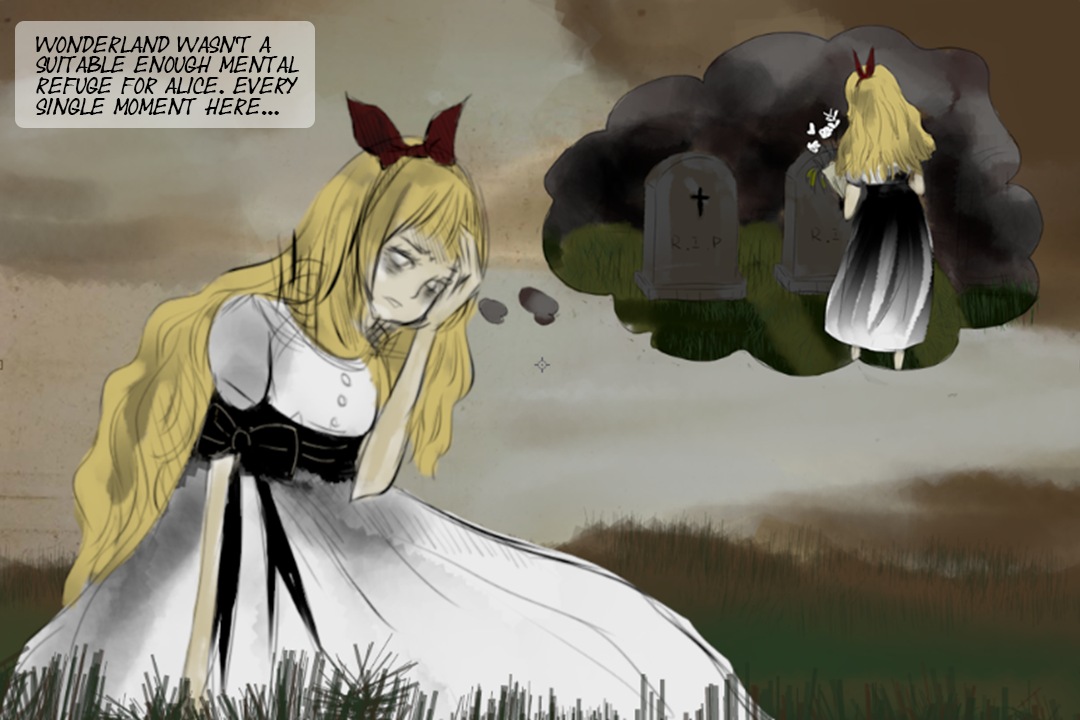 WONDERLAND WASN'T A
SUITABLE ENOUGH MENTAL
REFUGE FOR ALICE. EVERY
SINGLE MOMENT HERE...
R.I P
R.I.